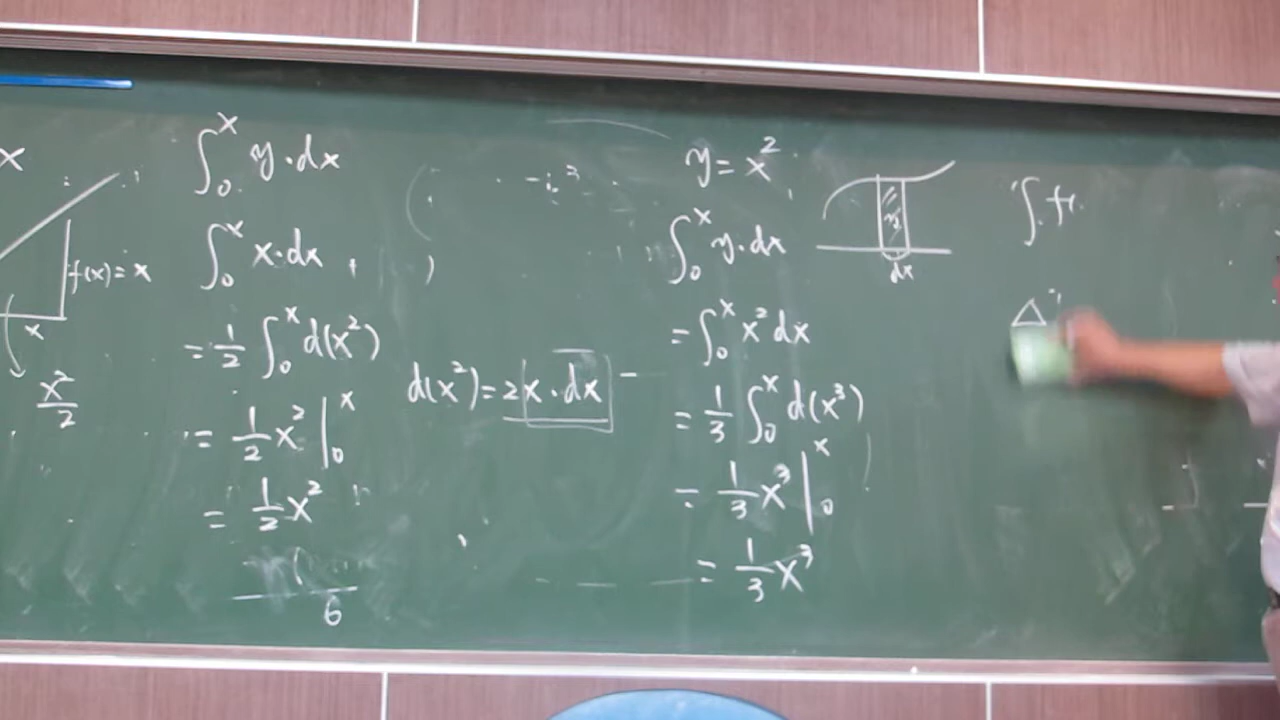 x
f(x) = x
x
x²/2
∫₀ˣ y·dx
∫₀ˣ x·dx ,
= 1/2 ∫₀ˣ d(x²)
= 1/2 x² |₀ˣ
= 1/2 x²
6
d(x²) = 2x·dx
y = x²
∫₀ˣ y·dx
= ∫₀ˣ x² dx
= 1/3 ∫₀ˣ d(x³)
= 1/3 x³ |₀ˣ
= 1/3 x³
dx